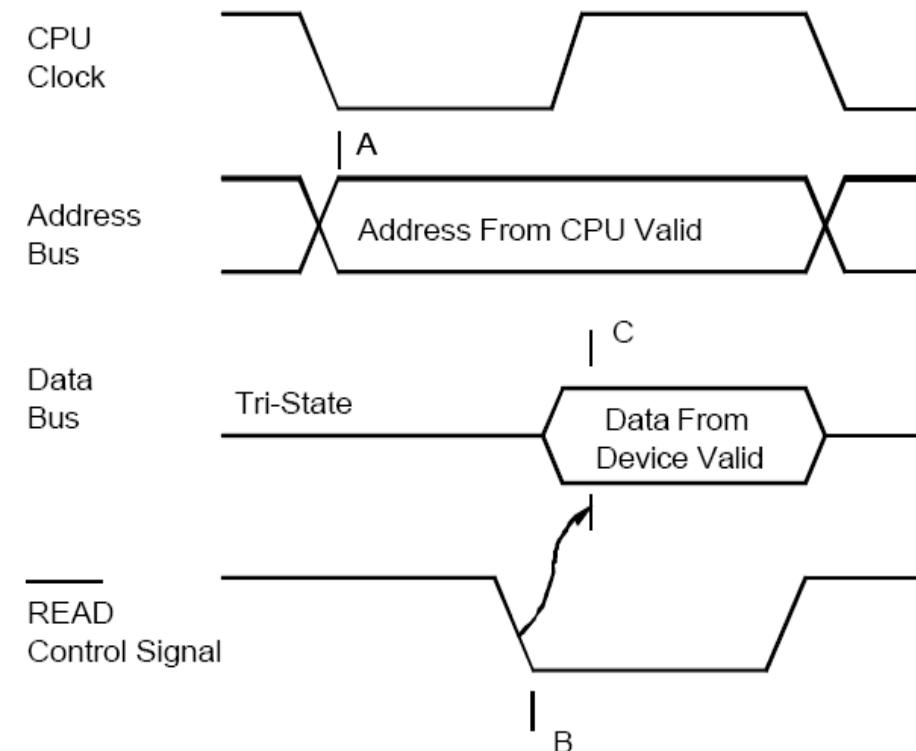 CPU
Clock
A
Address
Bus
Address From CPU Valid
C
Data
Bus
Tri-State
Data From
Device Valid
READ
Control Signal
B